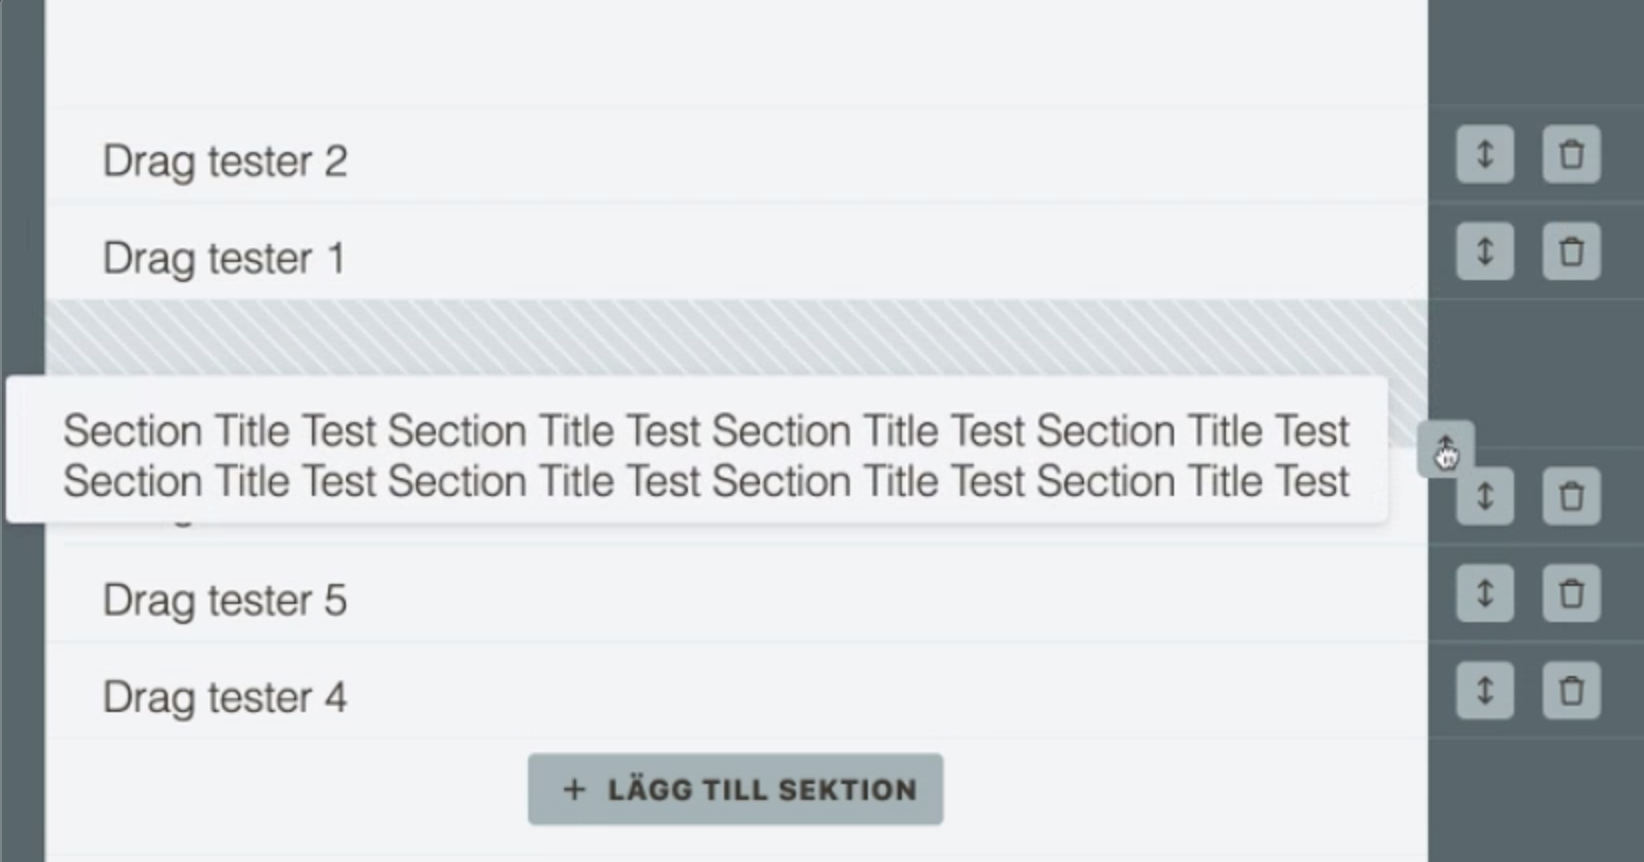 Drag tester 2
Drag tester 1
Section Title Test Section Title Test Section Title Test Section Title Test
Section Title Test Section Title Test Section Title Test Section Title Test
Drag tester 5
Drag tester 4
+ LÄGG TILL SEKTION